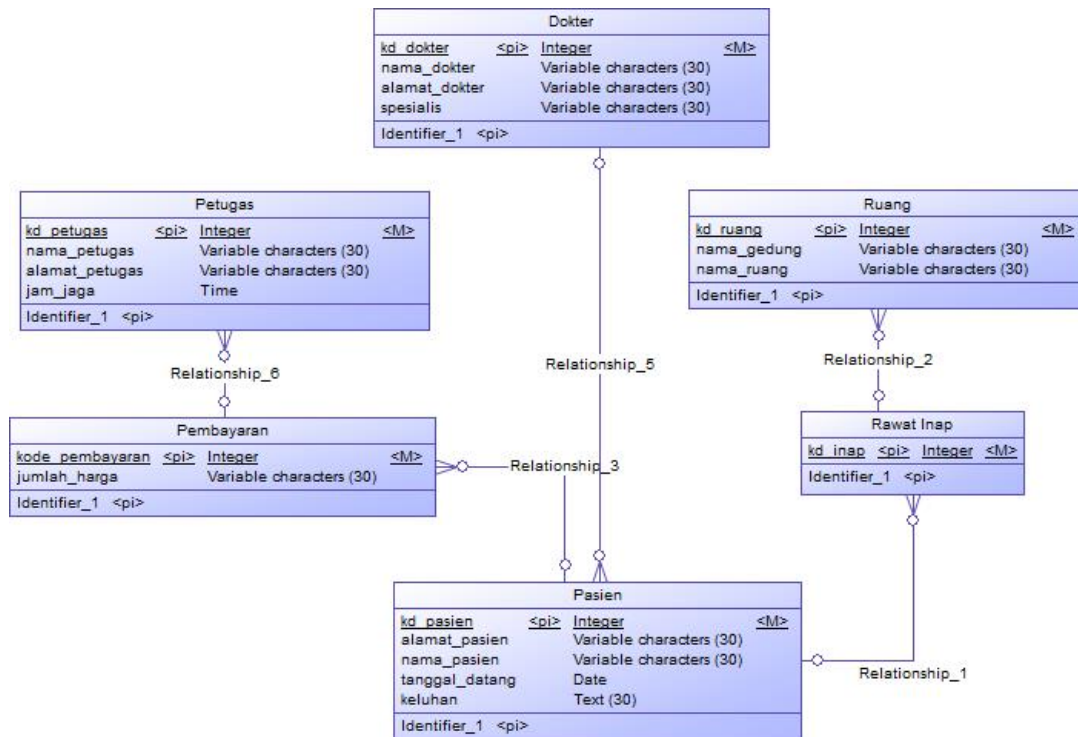 Dokter
kd_dokter <pi> Integer <M>
nama_dokter Variable characters (30)
alamat_dokter Variable characters (30)
spesialis Variable characters (30)
Identifier_1 <pi>
Petugas
kd_petugas <pi> Integer <M>
nama_petugas Variable characters (30)
alamat_petugas Variable characters (30)
jam_jaga Time
Identifier_1 <pi>
Ruang
kd_ruang <pi> Integer <M>
nama_gedung Variable characters (30)
nama_ruang Variable characters (30)
Identifier_1 <pi>
Relationship_6
Relationship_5
Relationship_2
Pembayaran
kode_pembayaran <pi> Integer <M>
jumlah_harga Variable characters (30)
Identifier_1 <pi>
Relationship_3
Rawat Inap
kd_inap <pi> Integer <M>
Identifier_1 <pi>
Pasien
kd_pasien <pi> Integer <M>
alamat_pasien Variable characters (30)
nama_pasien Variable characters (30)
tanggal_datang Date
keluhan Text (30)
Identifier_1 <pi>
Relationship_1